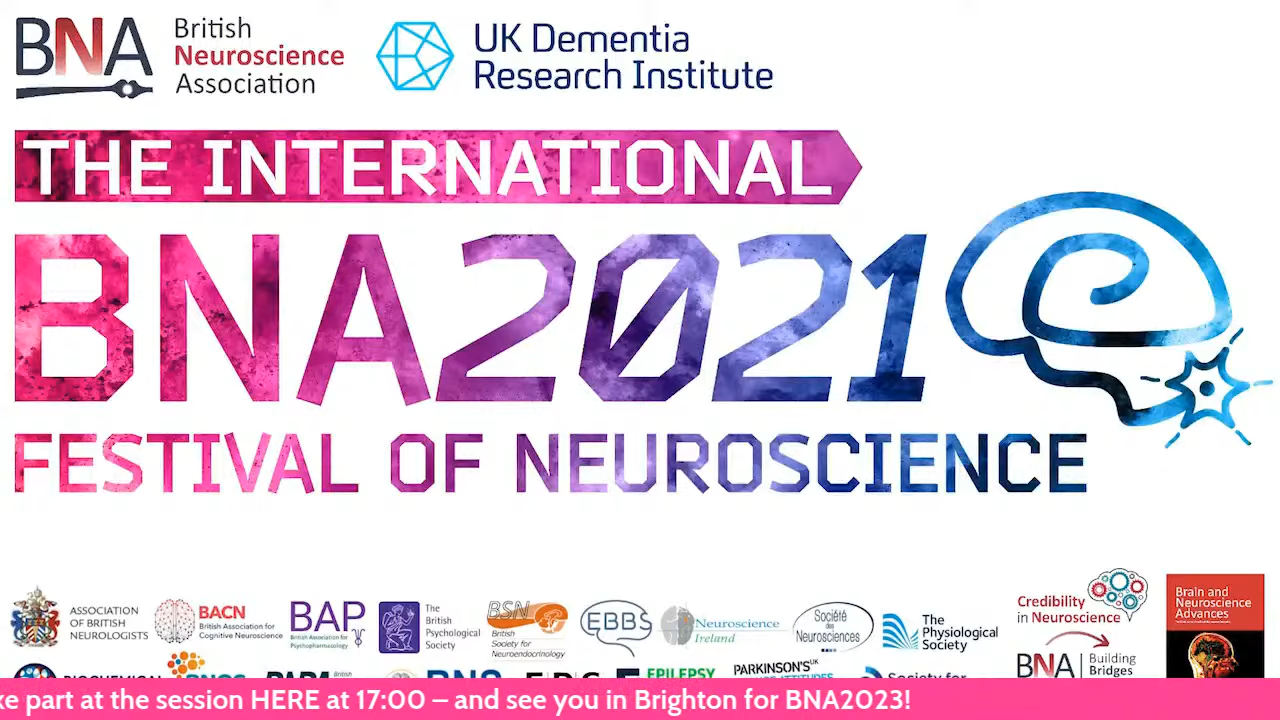 BNA
British
Neuroscience
Association
UK Dementia
Research Institute
THE INTERNATIONAL
BNA2021
FESTIVAL OF NEUROSCIENCE
ASSOCIATION
OF BRITISH
NEUROLOGISTS
BACN
British Association for
Cognitive Neuroscience
BAP
British Association for
Psychopharmacology
The
British
Psychological
Society
BSN
British
Society for
Neuroendocrinology
EBBS
Neuroscience
Ireland
Société
des
Neurosciences
The
Physiological
Society
Credibility
in Neuroscience
BNA
Building
Bridges
Brain and
Neuroscience
Advances
EPILEPSY
PARKINSON'S UK
part at the session HERE at 17:00 – and see you in Brighton for BNA2023!